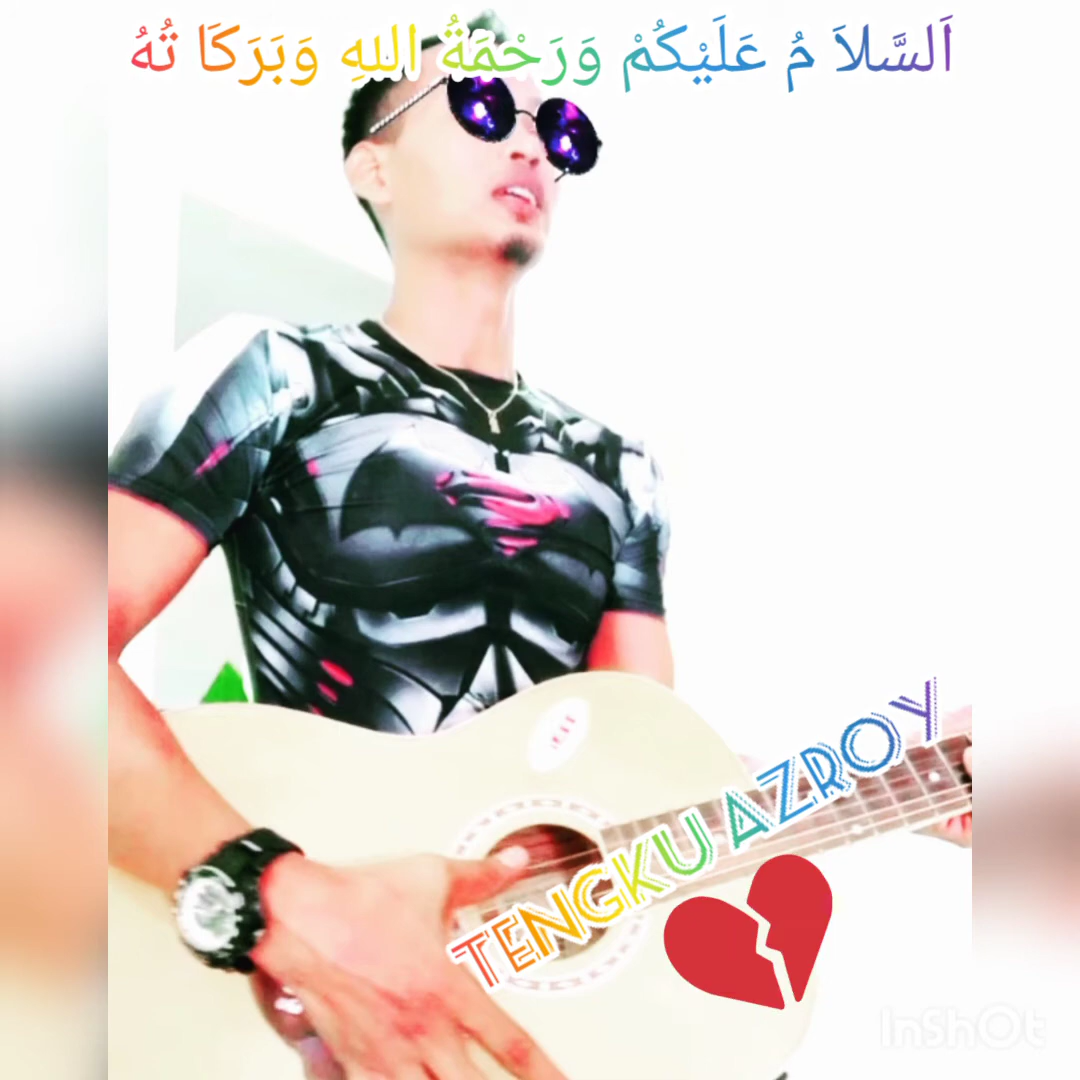 اَلسَّلاَ مُ عَلَيْكُمْ وَرَحْمَةُ اللهِ وَبَرَكَا تُهُ
TENGKU AZROY
InShOt